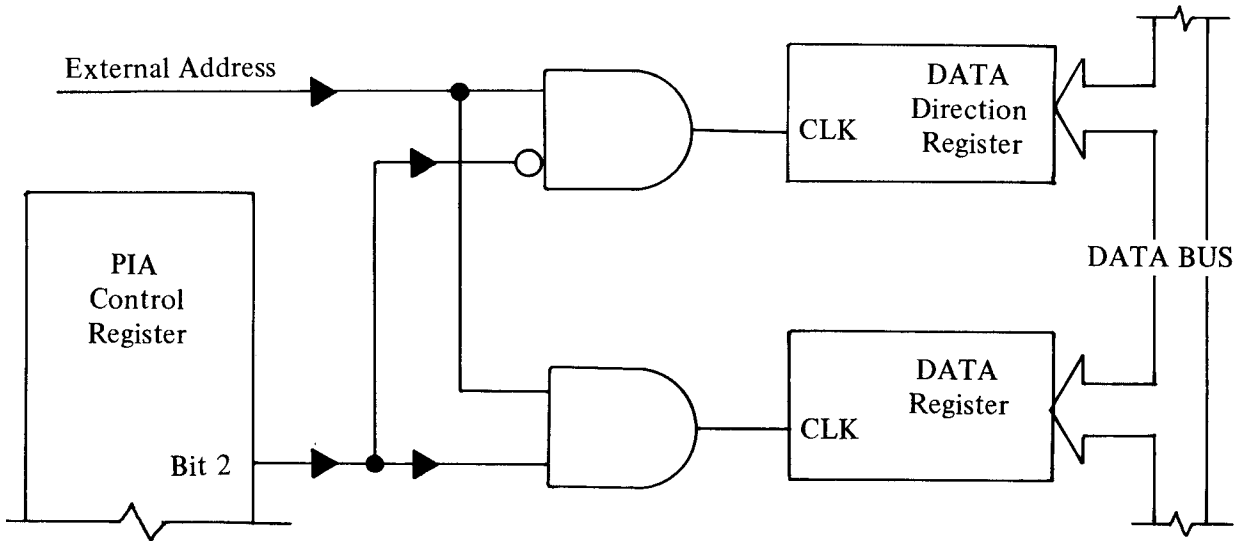 External Address
DATA
Direction
Register
CLK
PIA
Control
Register
Bit 2
DATA BUS
DATA
Register
CLK